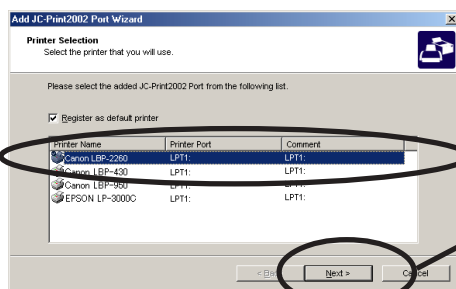 Add JC-Print2002 Port Wizard
Printer Selection
Select the printer that you will use.
Please select the added JC-Print2002 Port from the following list.
Register as default printer
Printer Name Printer Port Comment
Canon LBP-2260 LPT1: LPT1:
Canon LBP-430 LPT1: LPT1:
Canon LBP-950 LPT1: LPT1:
EPSON LP-3000C LPT1: LPT1:
Next > Cancel